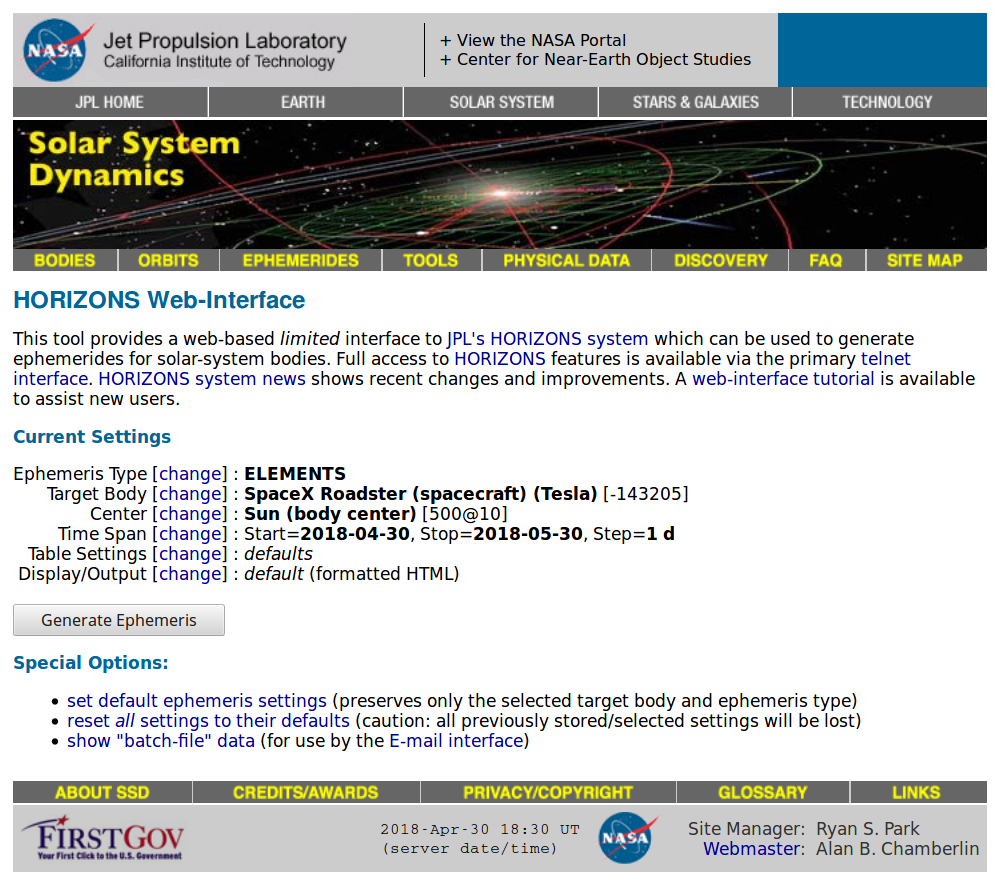 NASA
Jet Propulsion Laboratory
California Institute of Technology
+ View the NASA Portal
+ Center for Near-Earth Object Studies
JPL HOME EARTH SOLAR SYSTEM STARS & GALAXIES TECHNOLOGY
Solar System
Dynamics
BODIES ORBITS EPHEMERIDES TOOLS PHYSICAL DATA DISCOVERY FAQ SITE MAP
HORIZONS Web-Interface
This tool provides a web-based limited interface to JPL's HORIZONS system which can be used to generate
ephemerides for solar-system bodies. Full access to HORIZONS features is available via the primary telnet
interface. HORIZONS system news shows recent changes and improvements. A web-interface tutorial is available
to assist new users.
Current Settings
Ephemeris Type [change] : ELEMENTS
Target Body [change] : SpaceX Roadster (spacecraft) (Tesla) [-143205]
Center [change] : Sun (body center) [500@10]
Time Span [change] : Start=2018-04-30, Stop=2018-05-30, Step=1 d
Table Settings [change] : defaults
Display/Output [change] : default (formatted HTML)
Generate Ephemeris
Special Options:
• set default ephemeris settings (preserves only the selected target body and ephemeris type)
• reset all settings to their defaults (caution: all previously stored/selected settings will be lost)
• show "batch-file" data (for use by the E-mail interface)
ABOUT SSD CREDITS/AWARDS PRIVACY/COPYRIGHT GLOSSARY LINKS
FIRSTGOV
Your First Click to the U.S. Government
2018-Apr-30 18:30 UT
(server date/time)
NASA
Site Manager: Ryan S. Park
Webmaster: Alan B. Chamberlin